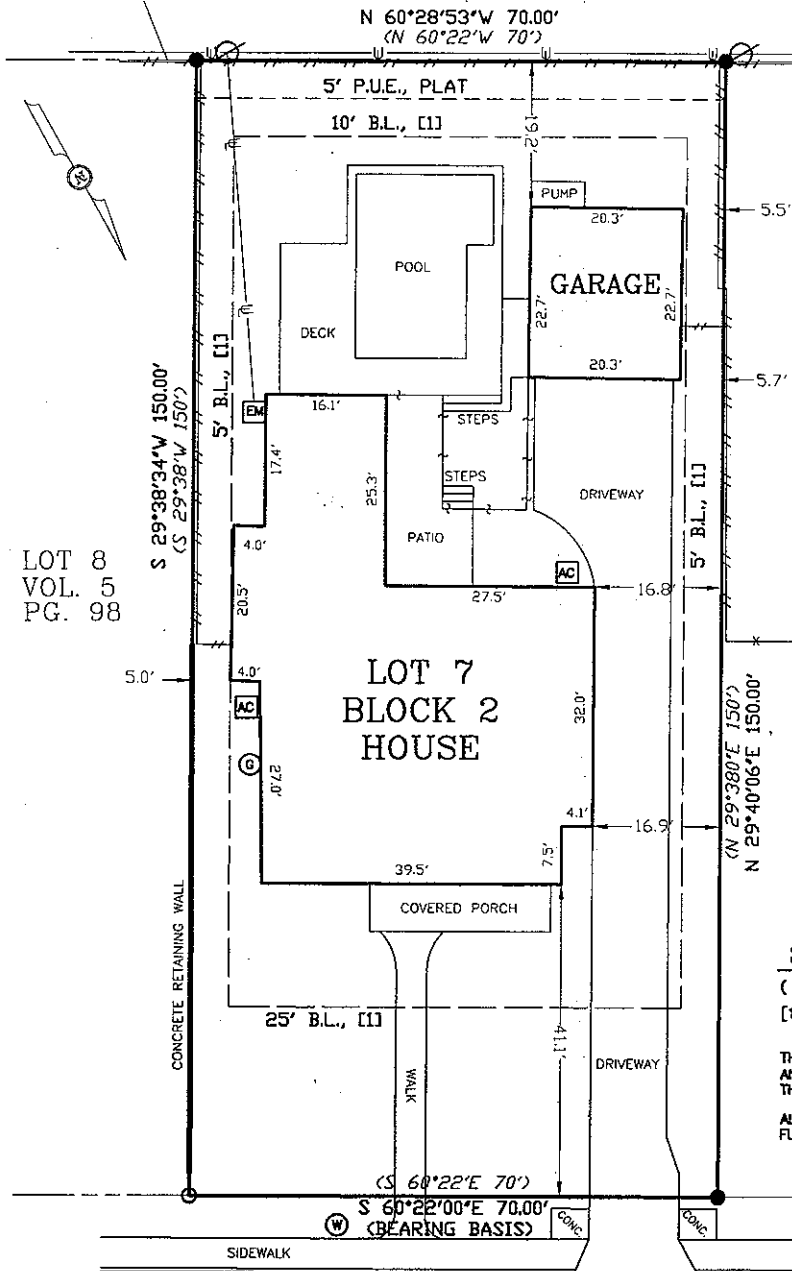 N 60°28'53"W 70.00'
(N 60°22'W 70')
U
U
U
U
5' P.U.E., PLAT
10' B.L., [1]
19.2'
N
PUMP
20.3'
5.5'
POOL
GARAGE
22.7'
22.7'
DECK
5' B.L., [1]
20.3'
5.7'
S 29°38'34"W 150.00'
(S 29°38'W 150')
EM
16.1'
STEPS
17.4'
25.3'
STEPS
DRIVEWAY
5' B.L., [1]
4.0'
PATIO
LOT 8
VOL. 5
PG. 98
20.5'
AC
27.5'
16.8'
5.0'
4.0'
LOT 7
BLOCK 2
HOUSE
32.0'
(N 29°380'E 150')
N 29°40'06"E 150.00'
AC
G
27.0'
4.1'
16.9'
7.5'
39.5'
COVERED PORCH
CONCRETE RETAINING WALL
25' B.L., [1]
41.1'
WALK
DRIVEWAY
(
TH
AN
TH
FU
(S 60°22'E 70')
S 60°22'00"E 70.00'
W (BEARING BASIS)
CONC.
CONC.
SIDEWALK